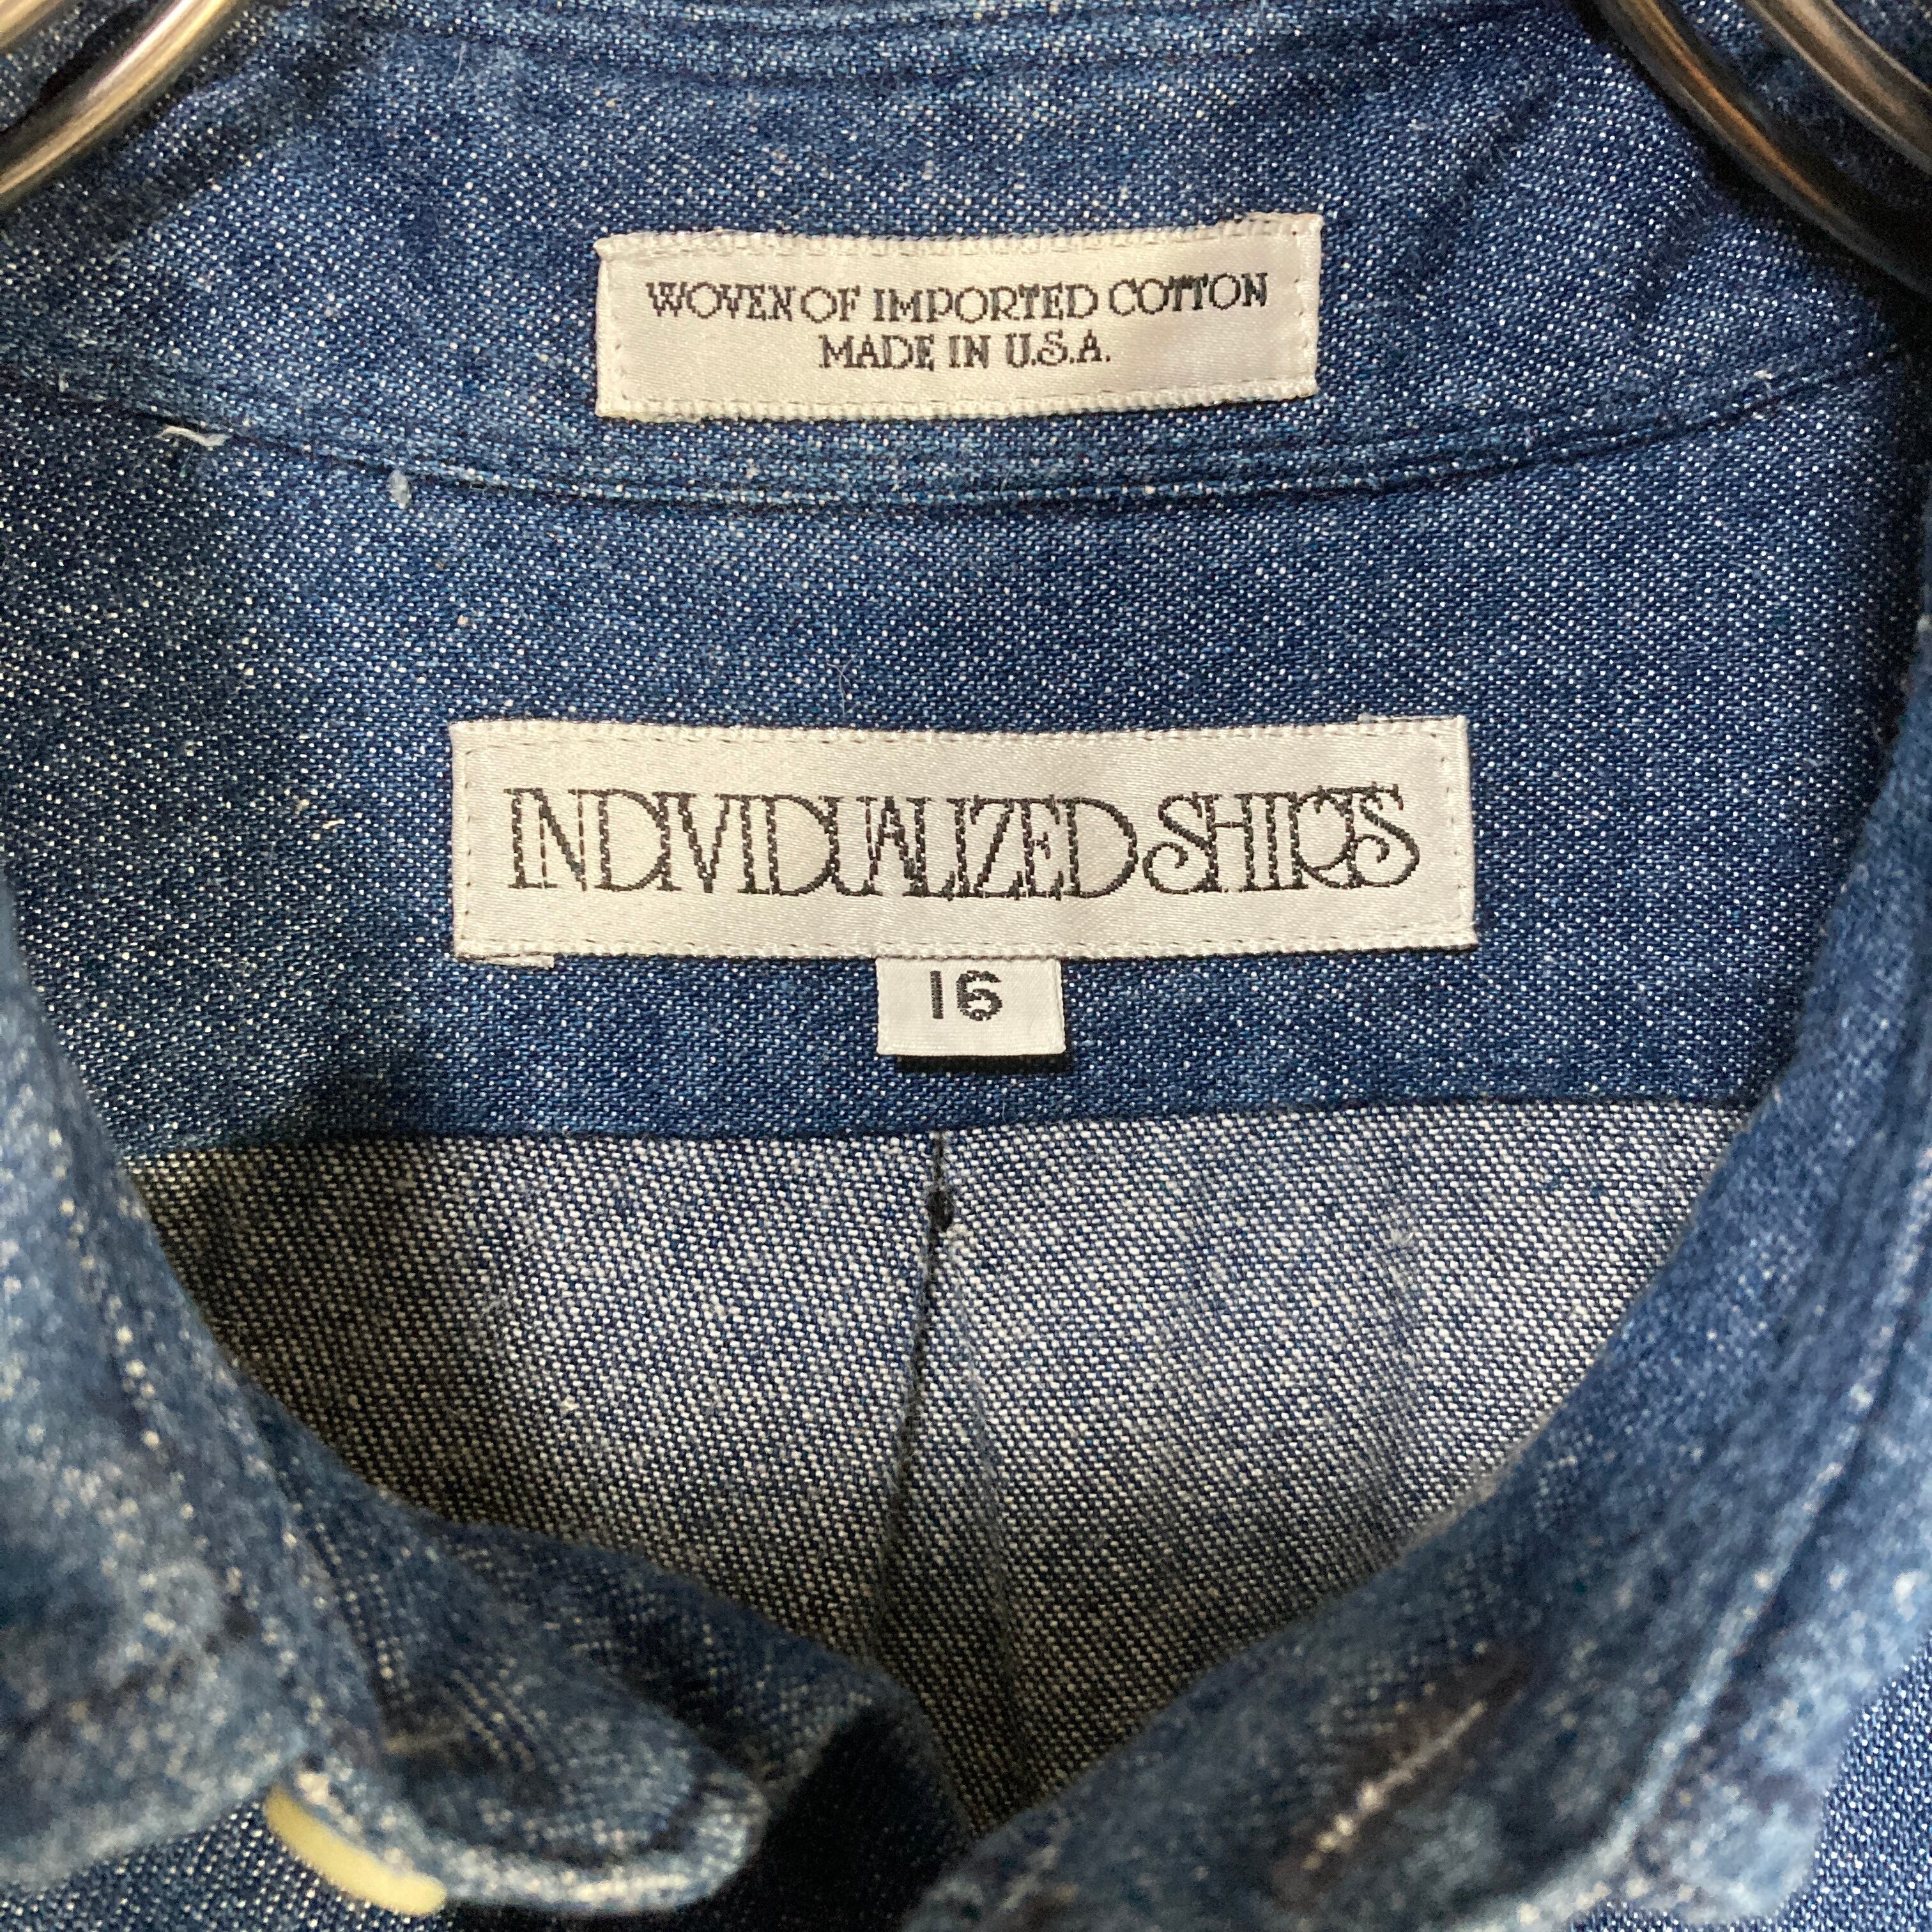 WOVEN OF IMPORTED COTTON
MADE IN U.S.A.
INDIVIDUALIZED SHIRTS
16